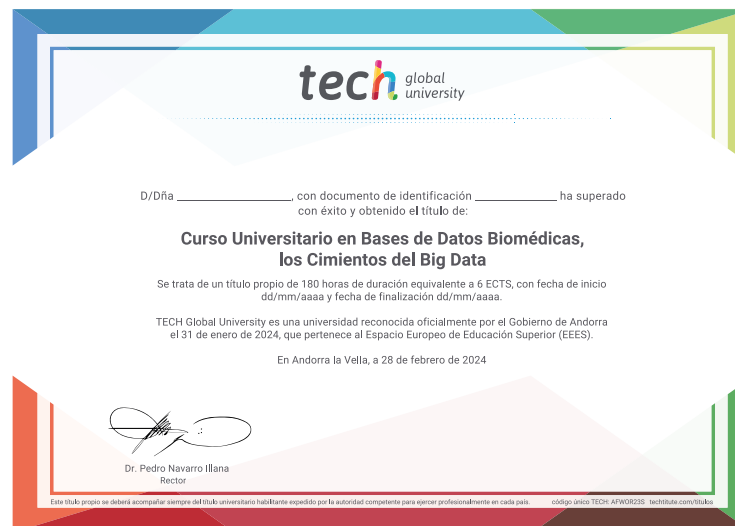 tech global university
D/Dña ______________, con documento de identificación __________ ha superado
con éxito y obtenido el título de:
Curso Universitario en Bases de Datos Biomédicas,
los Cimientos del Big Data
Se trata de un título propio de 180 horas de duración equivalente a 6 ECTS, con fecha de inicio
dd/mm/aaaa y fecha de finalización dd/mm/aaaa.
TECH Global University es una universidad reconocida oficialmente por el Gobierno de Andorra
el 31 de enero de 2024, que pertenece al Espacio Europeo de Educación Superior (EEES).
En Andorra la Vella, a 28 de febrero de 2024
Dr. Pedro Navarro Illana
Rector
Este título propio se deberá acompañar siempre del título universitario habilitante expedido por la autoridad competente para ejercer profesionalmente en cada país. código único TECH: AFWOR23S techtitute.com/titulos